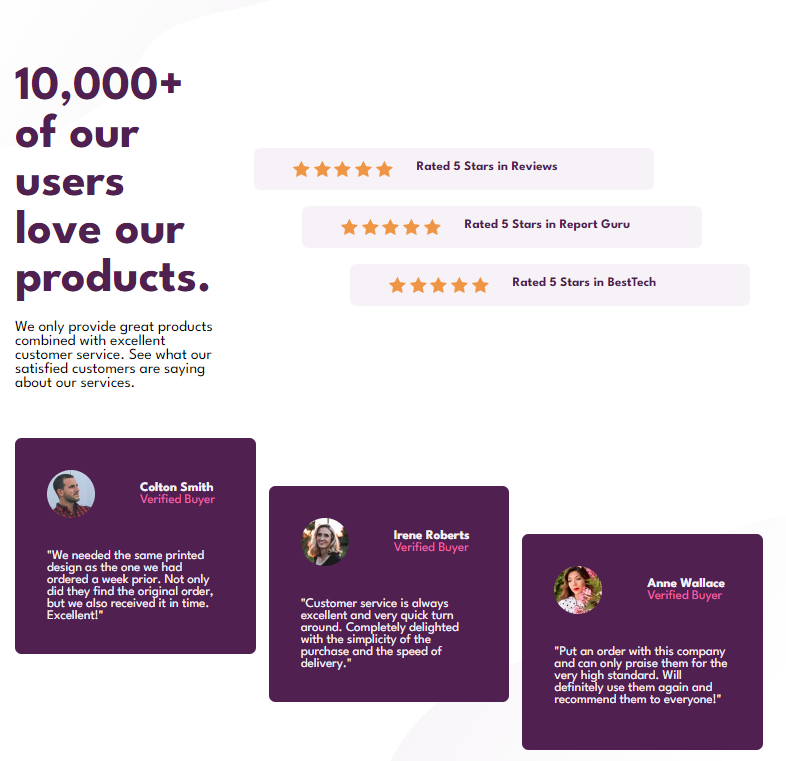 10,000+
of our
users
love our
products.
We only provide great products
combined with excellent
customer service. See what our
satisfied customers are saying
about our services.
Rated 5 Stars in Reviews
Rated 5 Stars in Report Guru
Rated 5 Stars in BestTech
Colton Smith
Verified Buyer
"We needed the same printed
design as the one we had
ordered a week prior. Not only
did they find the original order,
but we also received it in time.
Excellent!"
Irene Roberts
Verified Buyer
"Customer service is always
excellent and very quick turn
around. Completely delighted
with the simplicity of the
purchase and the speed of
delivery."
Anne Wallace
Verified Buyer
"Put an order with this company
and can only praise them for the
very high standard. Will
definitely use them again and
recommend them to everyone!"